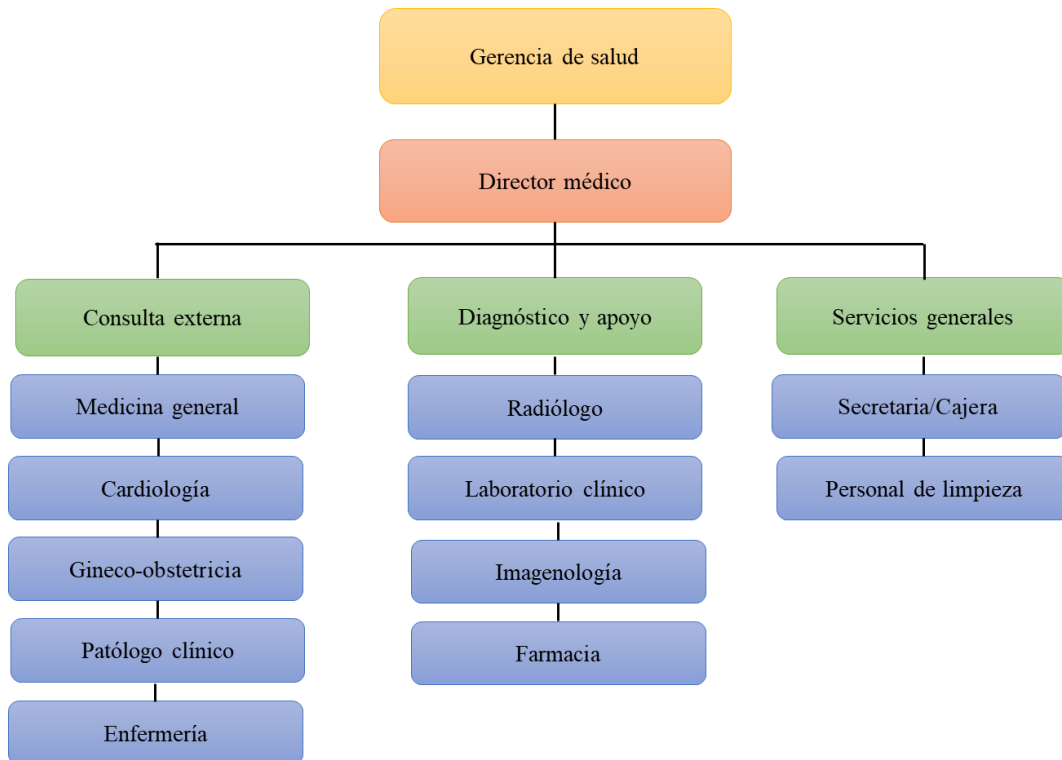 Gerencia de salud
Director médico
Consulta externa
Medicina general
Cardiología
Gineco-obstetricia
Patólogo clínico
Enfermería
Diagnóstico y apoyo
Radiólogo
Laboratorio clínico
Imagenología
Farmacia
Servicios generales
Secretaria/Cajera
Personal de limpieza